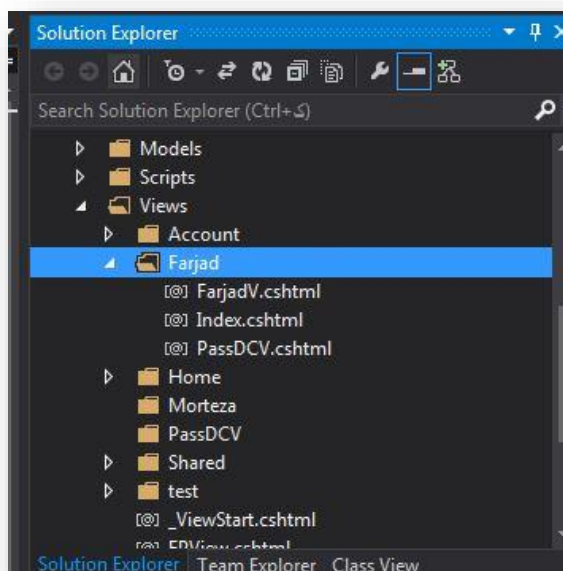 Solution Explorer
Search Solution Explorer (Ctrl+ک)
Models
Scripts
Views
Account
Farjad
[@] FarjadV.cshtml
[@] Index.cshtml
[@] PassDCV.cshtml
Home
Morteza
PassDCV
Shared
test
[@] _ViewStart.cshtml
Solution Explorer Team Explorer Class View